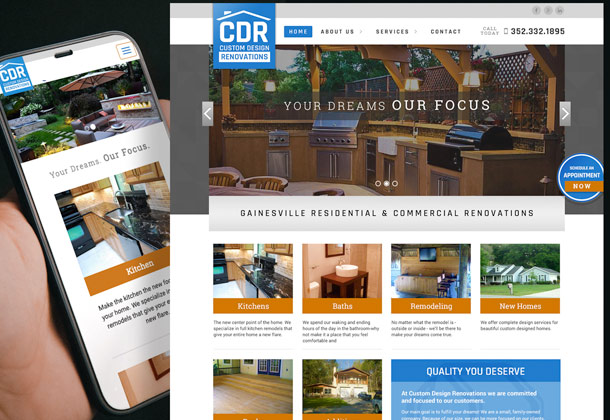 CDR
CUSTOM DESIGN
RENOVATIONS
Your Dreams. Our Focus.
Kitchen
Make the kitchen the new
your home. We specialize in
remodels that give your
new flare.
CDR
CUSTOM DESIGN
RENOVATIONS
HOME ABOUT US SERVICES CONTACT
CALL TODAY 352.332.1895
YOUR DREAMS OUR FOCUS
SCHEDULE AN
APPOINTMENT
NOW
GAINESVILLE RESIDENTIAL & COMMERCIAL RENOVATIONS
Kitchens
The new center point of the home. We
specialize in full kitchen remodels that
give your entire home a new flare.
Baths
We spend our waking and ending
hours of the day in the bathroom-why
not make it a place that you feel
comfortable and
Remodeling
No matter what the remodel is -
outside or inside - we'll be there to
make your dreams come true.
New Homes
We offer complete design services for
beautiful custom designed homes.
QUALITY YOU DESERVE
At Custom Design Renovations we are committed
and focused to our customers.
Our main goal is to fulfill your dreams! We are a small, family owned
company. Because of our size, we can be more focused on our clients